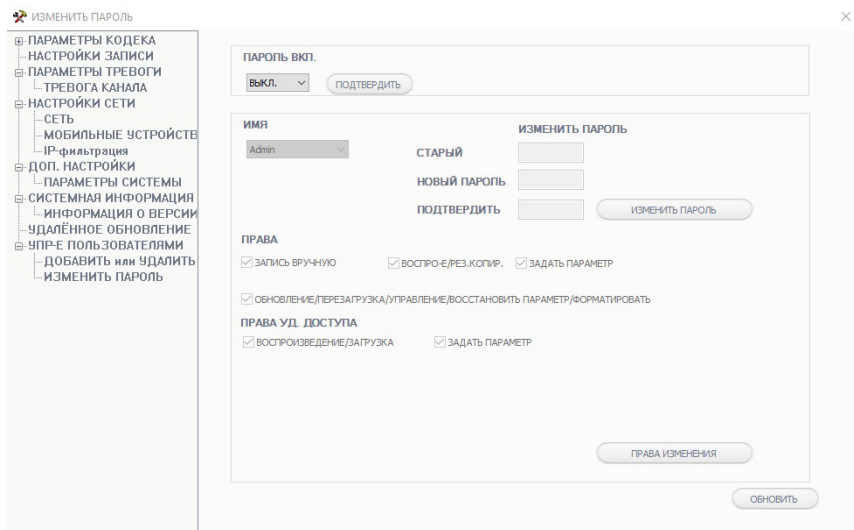 ИЗМЕНИТЬ ПАРОЛЬ
ПАРАМЕТРЫ КОДЕКА
НАСТРОЙКИ ЗАПИСИ
ПАРАМЕТРЫ ТРЕВОГИ
ТРЕВОГА КАНАЛА
НАСТРОЙКИ СЕТИ
СЕТЬ
МОБИЛЬНЫЕ УСТРОЙСТВ
IP-фильтрация
ДОП. НАСТРОЙКИ
ПАРАМЕТРЫ СИСТЕМЫ
СИСТЕМНАЯ ИНФОРМАЦИЯ
ИНФОРМАЦИЯ О ВЕРСИИ
УДАЛЁННОЕ ОБНОВЛЕНИЕ
УПР-Е ПОЛЬЗОВАТЕЛЯМИ
ДОБАВИТЬ или УДАЛИТЬ
ИЗМЕНИТЬ ПАРОЛЬ
ПАРОЛЬ ВКЛ.
ВЫКЛ. ПОДТВЕРДИТЬ
ИМЯ
ИЗМЕНИТЬ ПАРОЛЬ
Admin
СТАРЫЙ
НОВЫЙ ПАРОЛЬ
ПОДТВЕРДИТЬ ИЗМЕНИТЬ ПАРОЛЬ
ПРАВА
ЗАПИСЬ ВРУЧНУЮ ВОСПРО-Е/РЕЗ.КОПИР. ЗАДАТЬ ПАРАМЕТР
ОБНОВЛЕНИЕ/ПЕРЕЗАГРУЗКА/УПРАВЛЕНИЕ/ВОССТАНОВИТЬ ПАРАМЕТР/ФОРМАТИРОВАТЬ
ПРАВА УД. ДОСТУПА
ВОСПРОИЗВЕДЕНИЕ/ЗАГРУЗКА ЗАДАТЬ ПАРАМЕТР
ПРАВА ИЗМЕНЕНИЯ
ОБНОВИТЬ